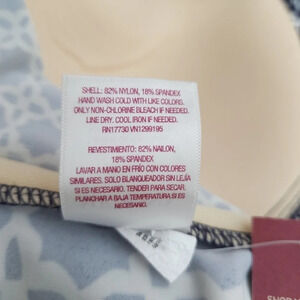 SHELL: 82% NYLON, 18% SPANDEX
HAND WASH COLD WITH LIKE COLORS.
ONLY NON-CHLORINE BLEACH IF NEEDED.
LINE DRY. COOL IRON IF NEEDED.
RN17730 VN1299195
REVESTIMIENTO: 82% NAILON,
18% SPANDEX
LAVAR A MANO EN FRÍO CON COLORES
SIMILARES. SOLO BLANQUEADOR SIN LEJÍA
SI ES NECESARIO. TENDER PARA SECAR.
PLANCHAR A BAJA TEMPERATURA SI ES
NECESARIO.